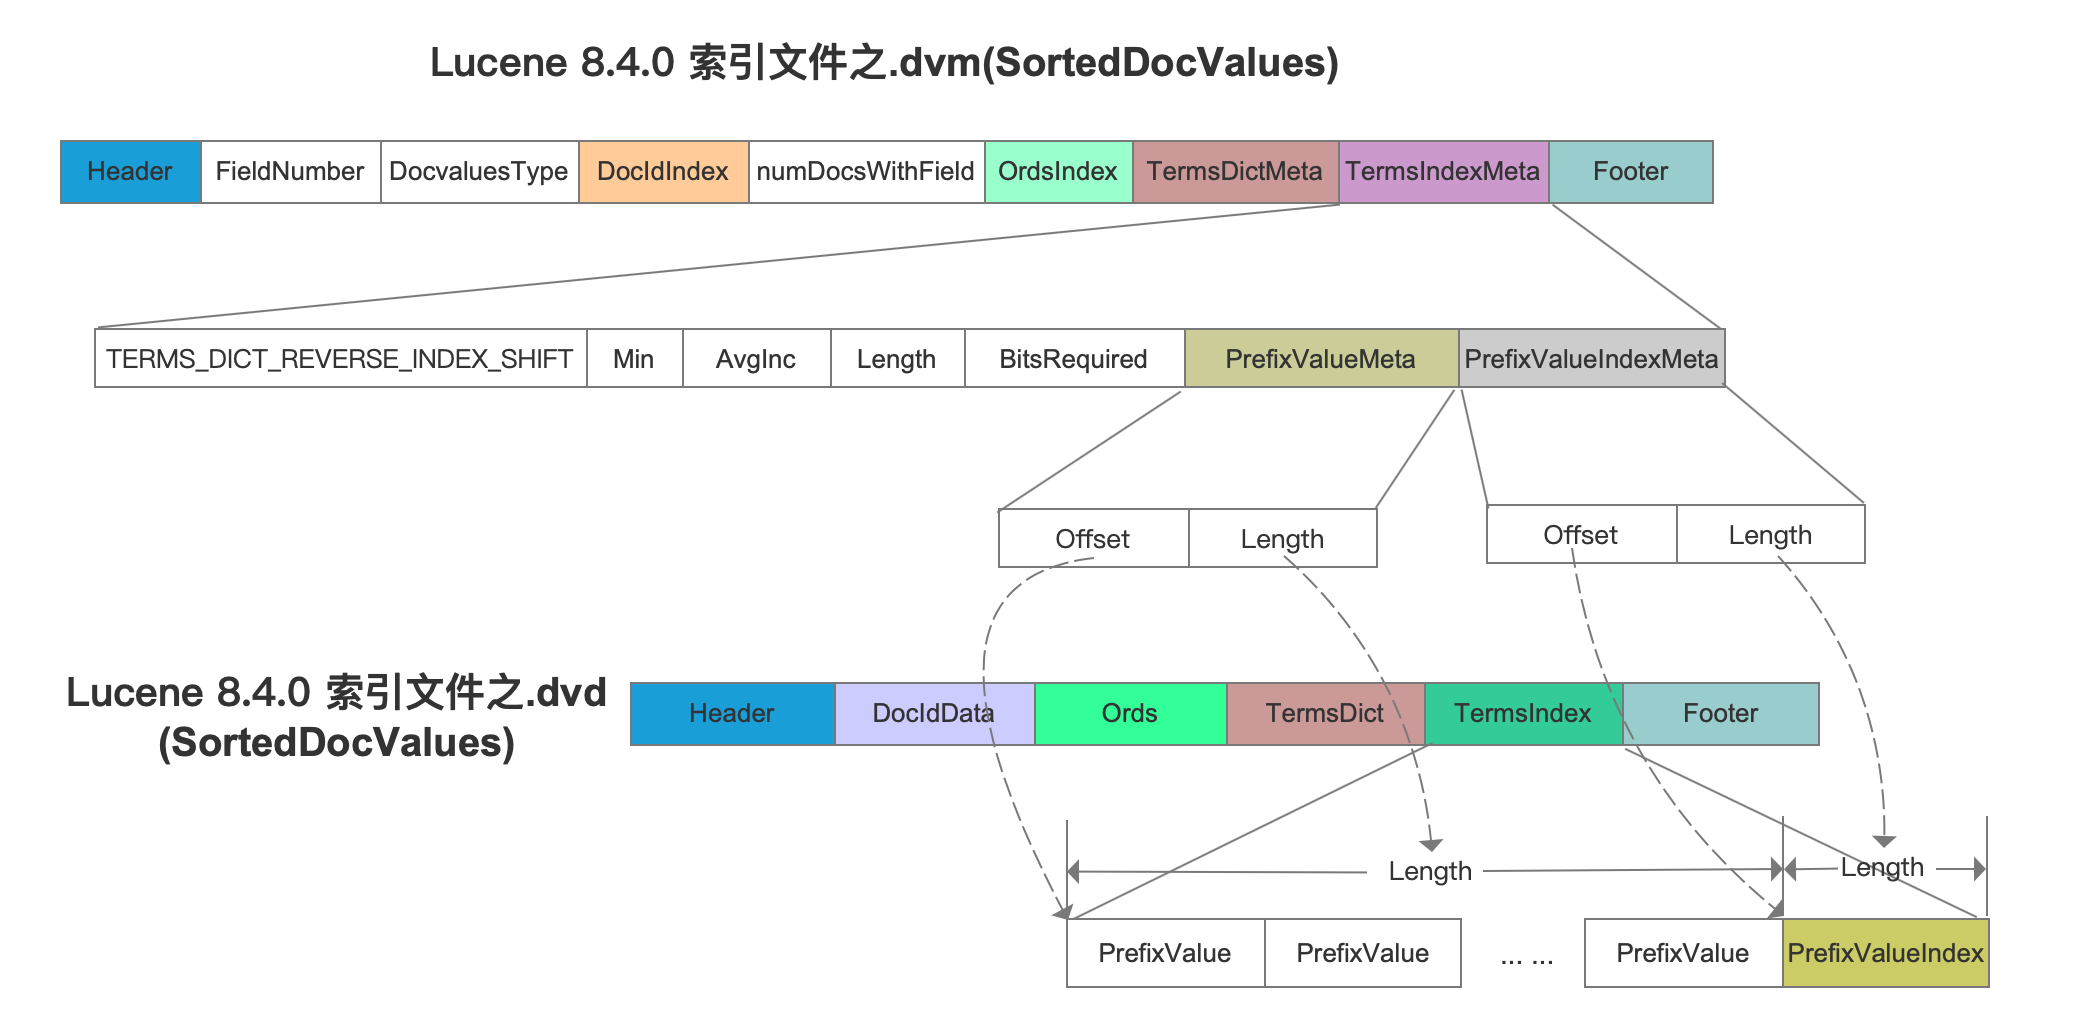 Lucene 8.4.0 索引文件之.dvm(SortedDocValues)
Header FieldNumber DocvaluesType DocIdIndex numDocsWithField OrdsIndex TermsDictMeta TermsIndexMeta Footer
TERMS_DICT_REVERSE_INDEX_SHIFT Min AvgInc Length BitsRequired PrefixValueMeta PrefixValueIndexMeta
Offset Length Offset Length
Lucene 8.4.0 索引文件之.dvd
(SortedDocValues)
Header DocIdData Ords TermsDict TermsIndex Footer
Length Length
PrefixValue PrefixValue ... ... PrefixValue PrefixValueIndex